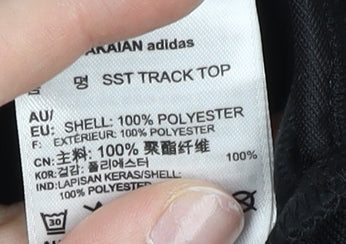 AKAIAN adidas
명 SST TRACK TOP
AU/
EU: SHELL: 100% POLYESTER
F: EXTÉRIEUR: 100% POLYESTER
CN: 主料: 100% 聚酯纤维
KOR: 겉감: 폴리에스터 100%
IND: LAPISAN KERAS/SHELL:
100% POLYESTER
30